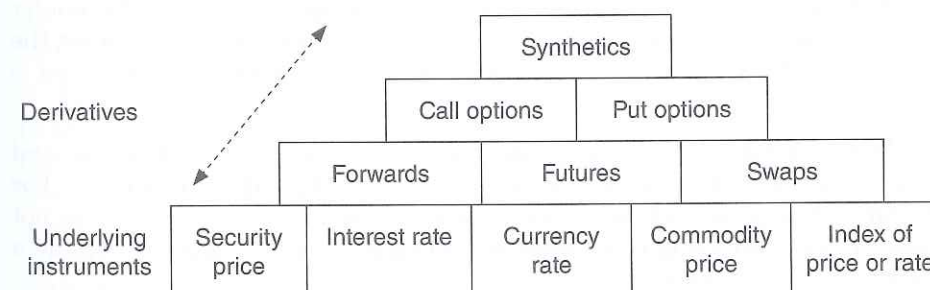 Synthetics
Derivatives
Call options
Put options
Forwards
Futures
Swaps
Underlying
instruments
Security
price
Interest rate
Currency
rate
Commodity
price
Index of
price or rate